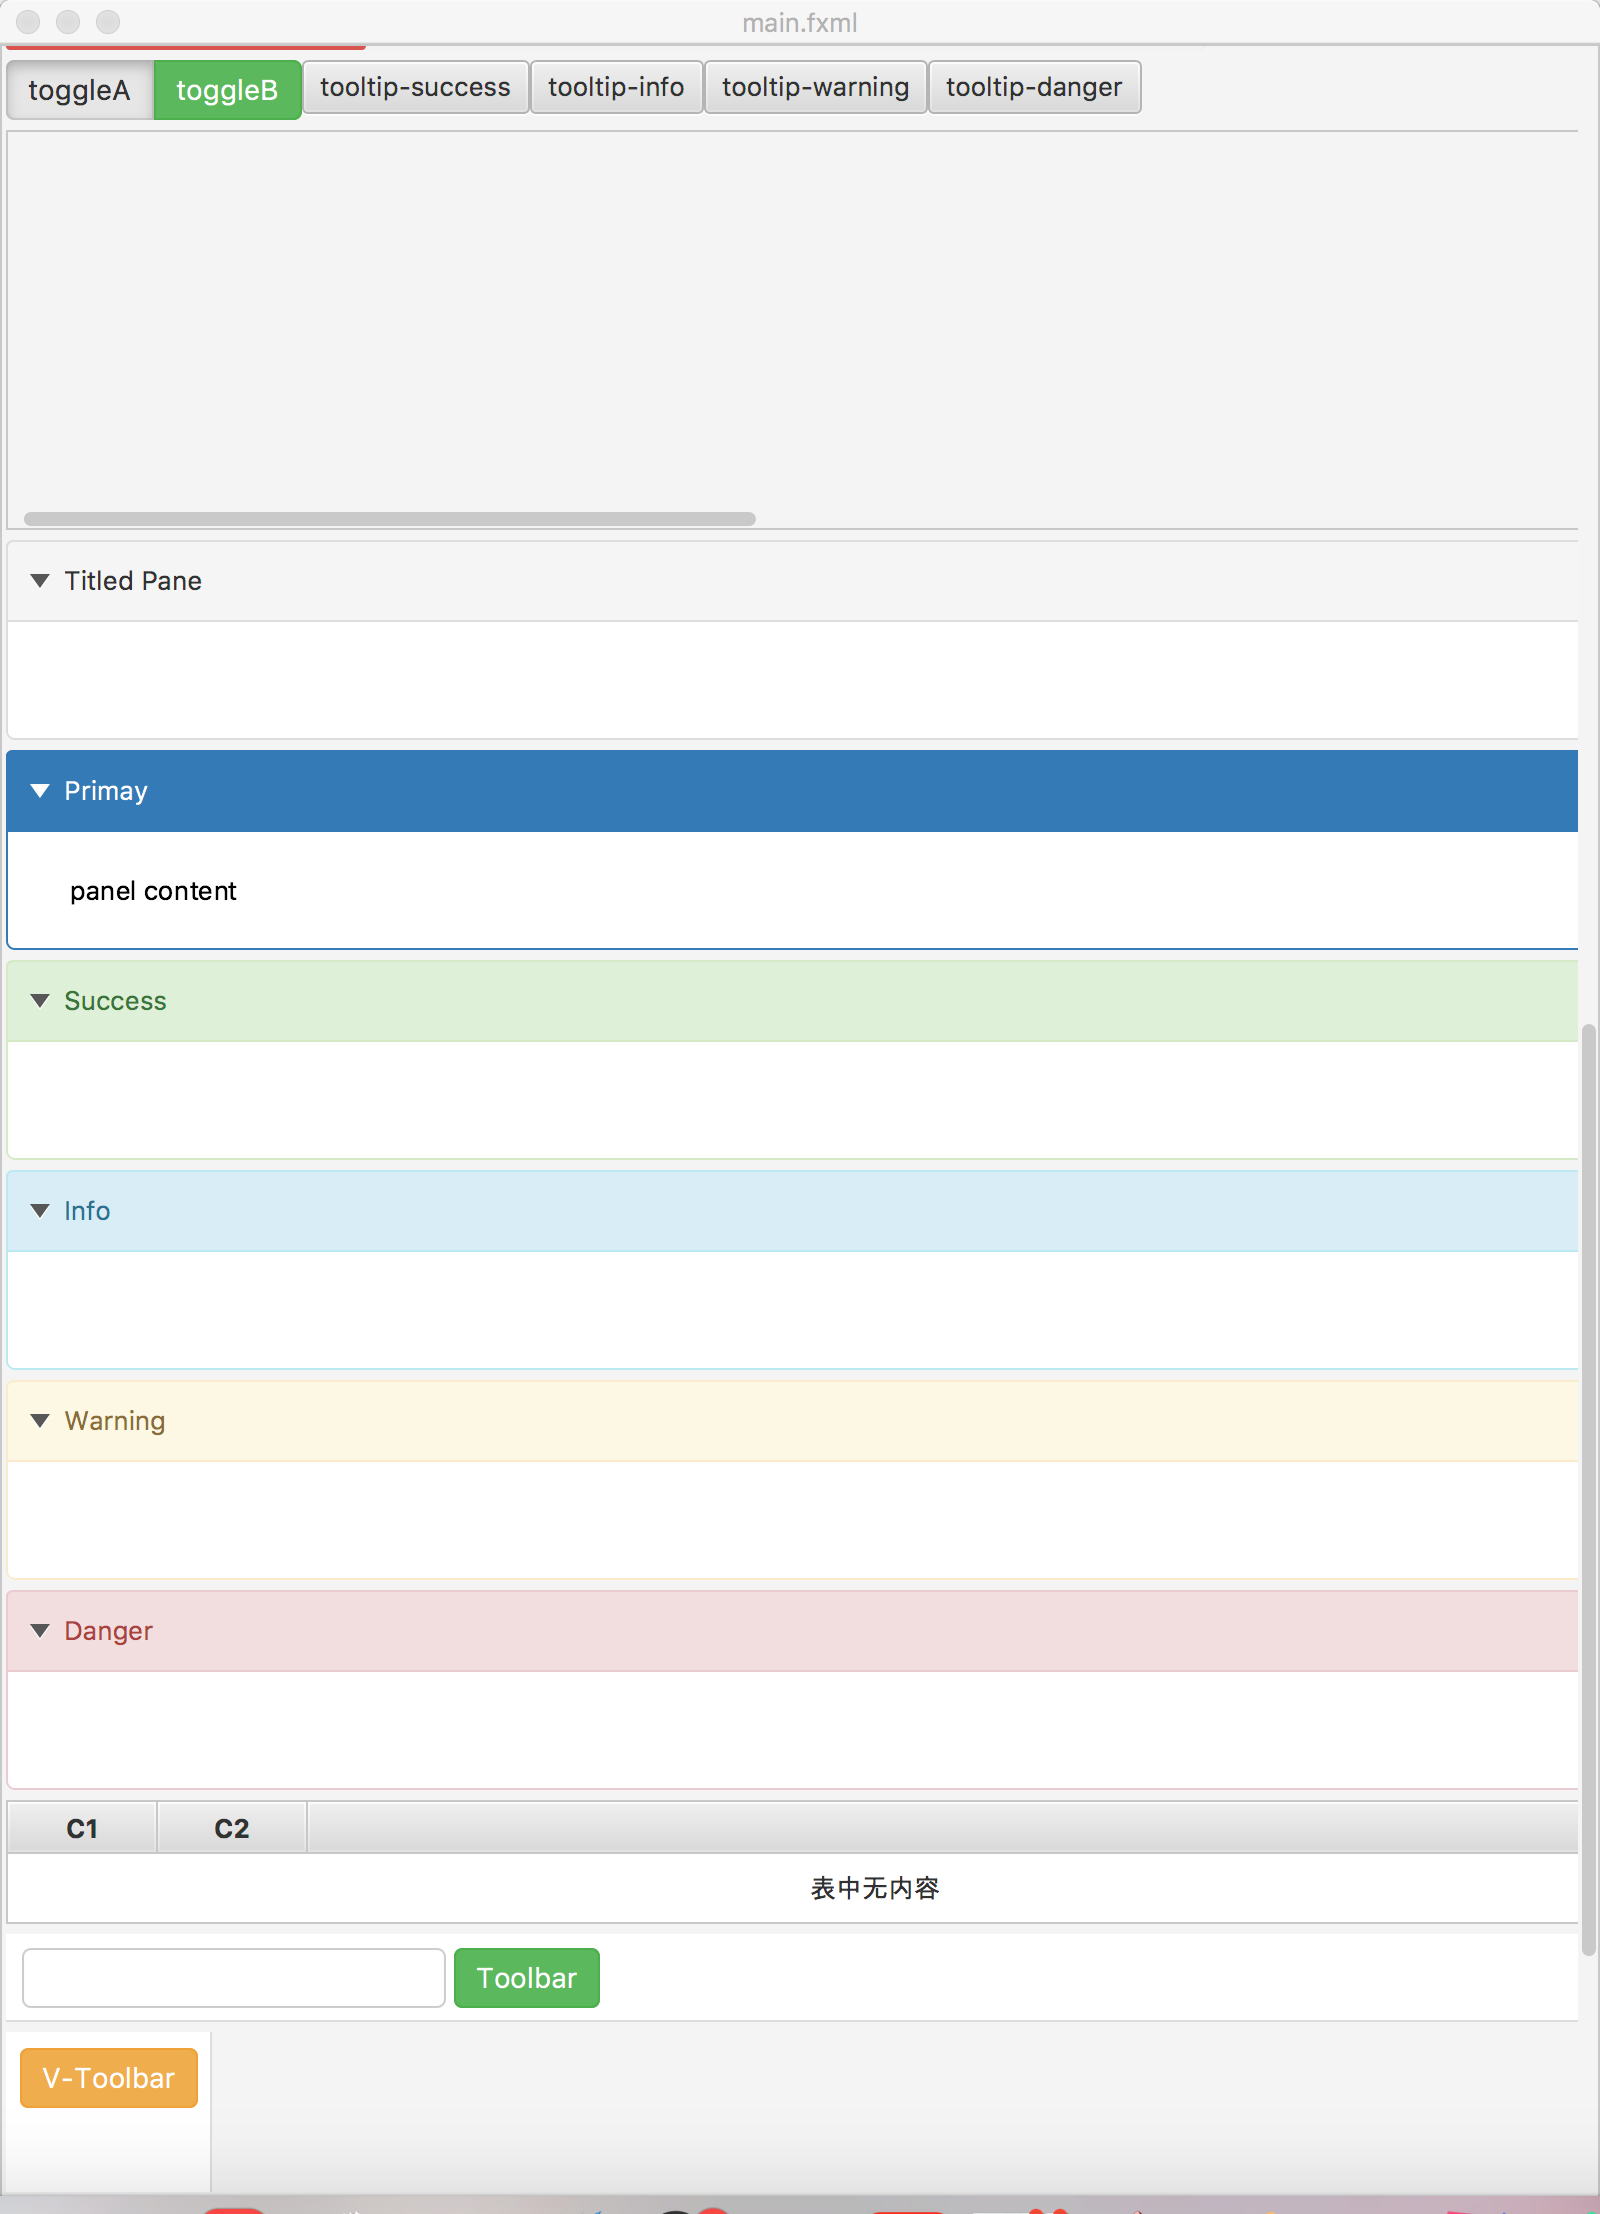 main.fxml
toggleA toggleB tooltip-success tooltip-info tooltip-warning tooltip-danger
Titled Pane
Primay
panel content
Success
Info
Warning
Danger
C1 C2
表中无内容
Toolbar
V-Toolbar